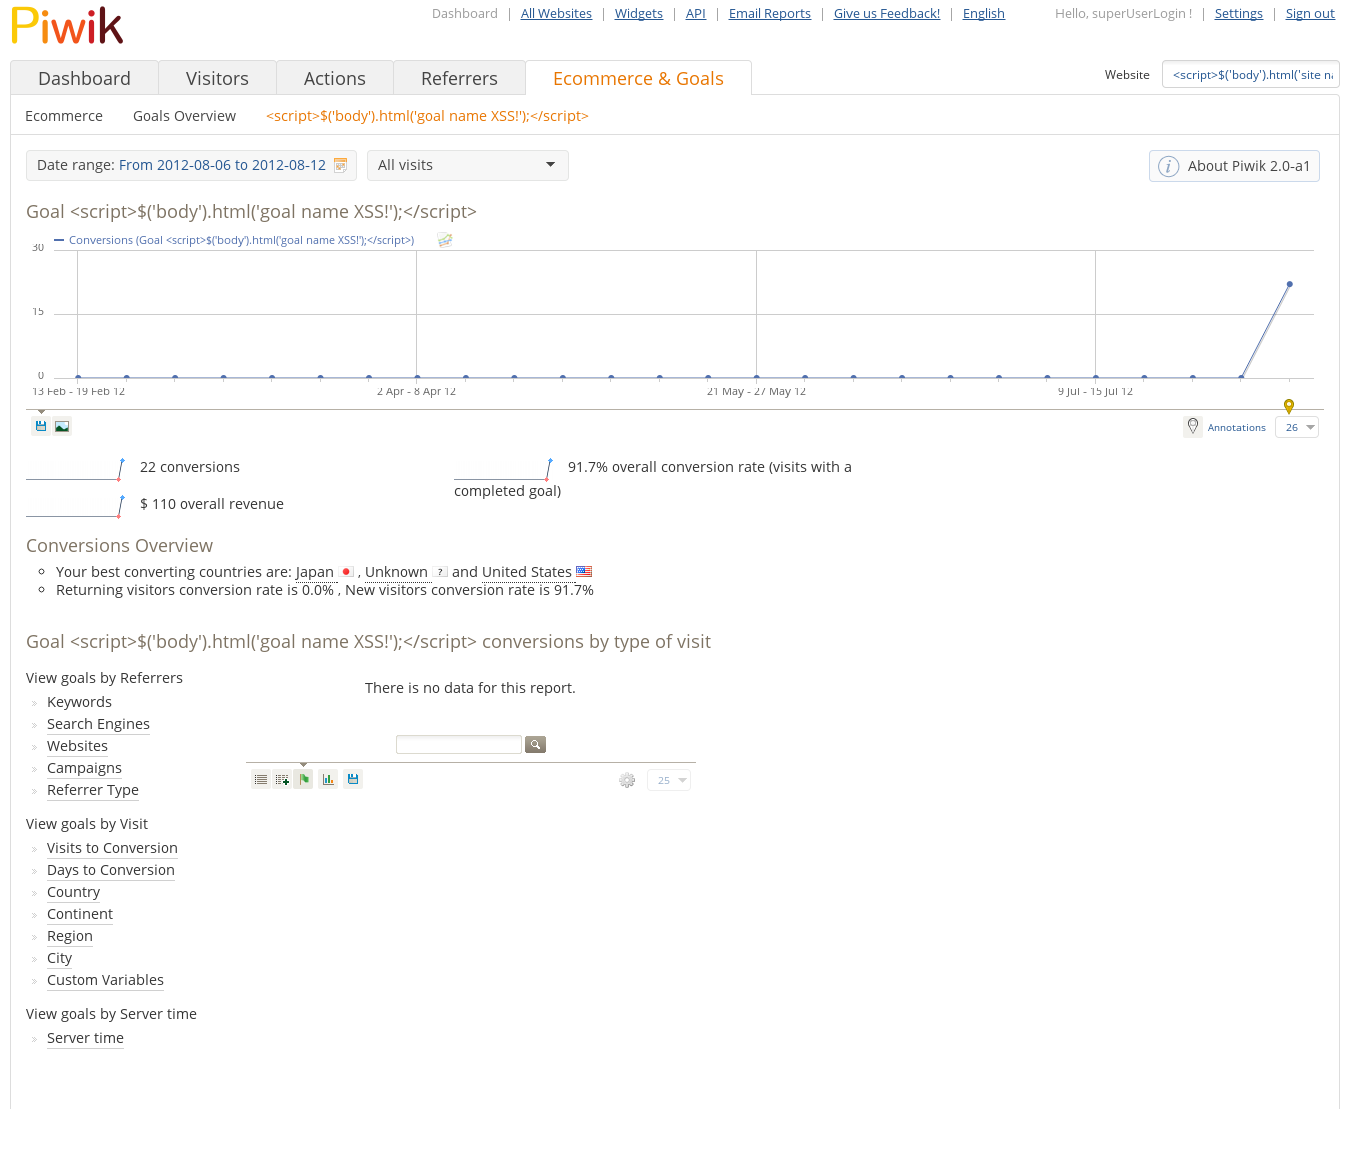 Piwik
Dashboard | All Websites | Widgets | API | Email Reports | Give us Feedback! | English
Hello, superUserLogin ! | Settings | Sign out
Dashboard Visitors Actions Referrers Ecommerce & Goals
Website <script>$('body').html('site
Ecommerce Goals Overview <script>$('body').html('goal name XSS!');</script>
Date range: From 2012-08-06 to 2012-08-12
All visits
About Piwik 2.0-a1
Goal <script>$('body').html('goal name XSS!');</script>
Conversions (Goal <script>$('body').html('goal name XSS!');</script>)
30
15
0
13 Feb - 19 Feb 12 2 Apr - 8 Apr 12 21 May - 27 May 12 9 Jul - 15 Jul 12
Annotations 26
22 conversions
91.7% overall conversion rate (visits with a
completed goal)
$ 110 overall revenue
Conversions Overview
Your best converting countries are: Japan , Unknown ? and United States
Returning visitors conversion rate is 0.0% , New visitors conversion rate is 91.7%
Goal <script>$('body').html('goal name XSS!');</script> conversions by type of visit
View goals by Referrers
Keywords
Search Engines
Websites
Campaigns
Referrer Type
There is no data for this report.
25
View goals by Visit
Visits to Conversion
Days to Conversion
Country
Continent
Region
City
Custom Variables
View goals by Server time
Server time